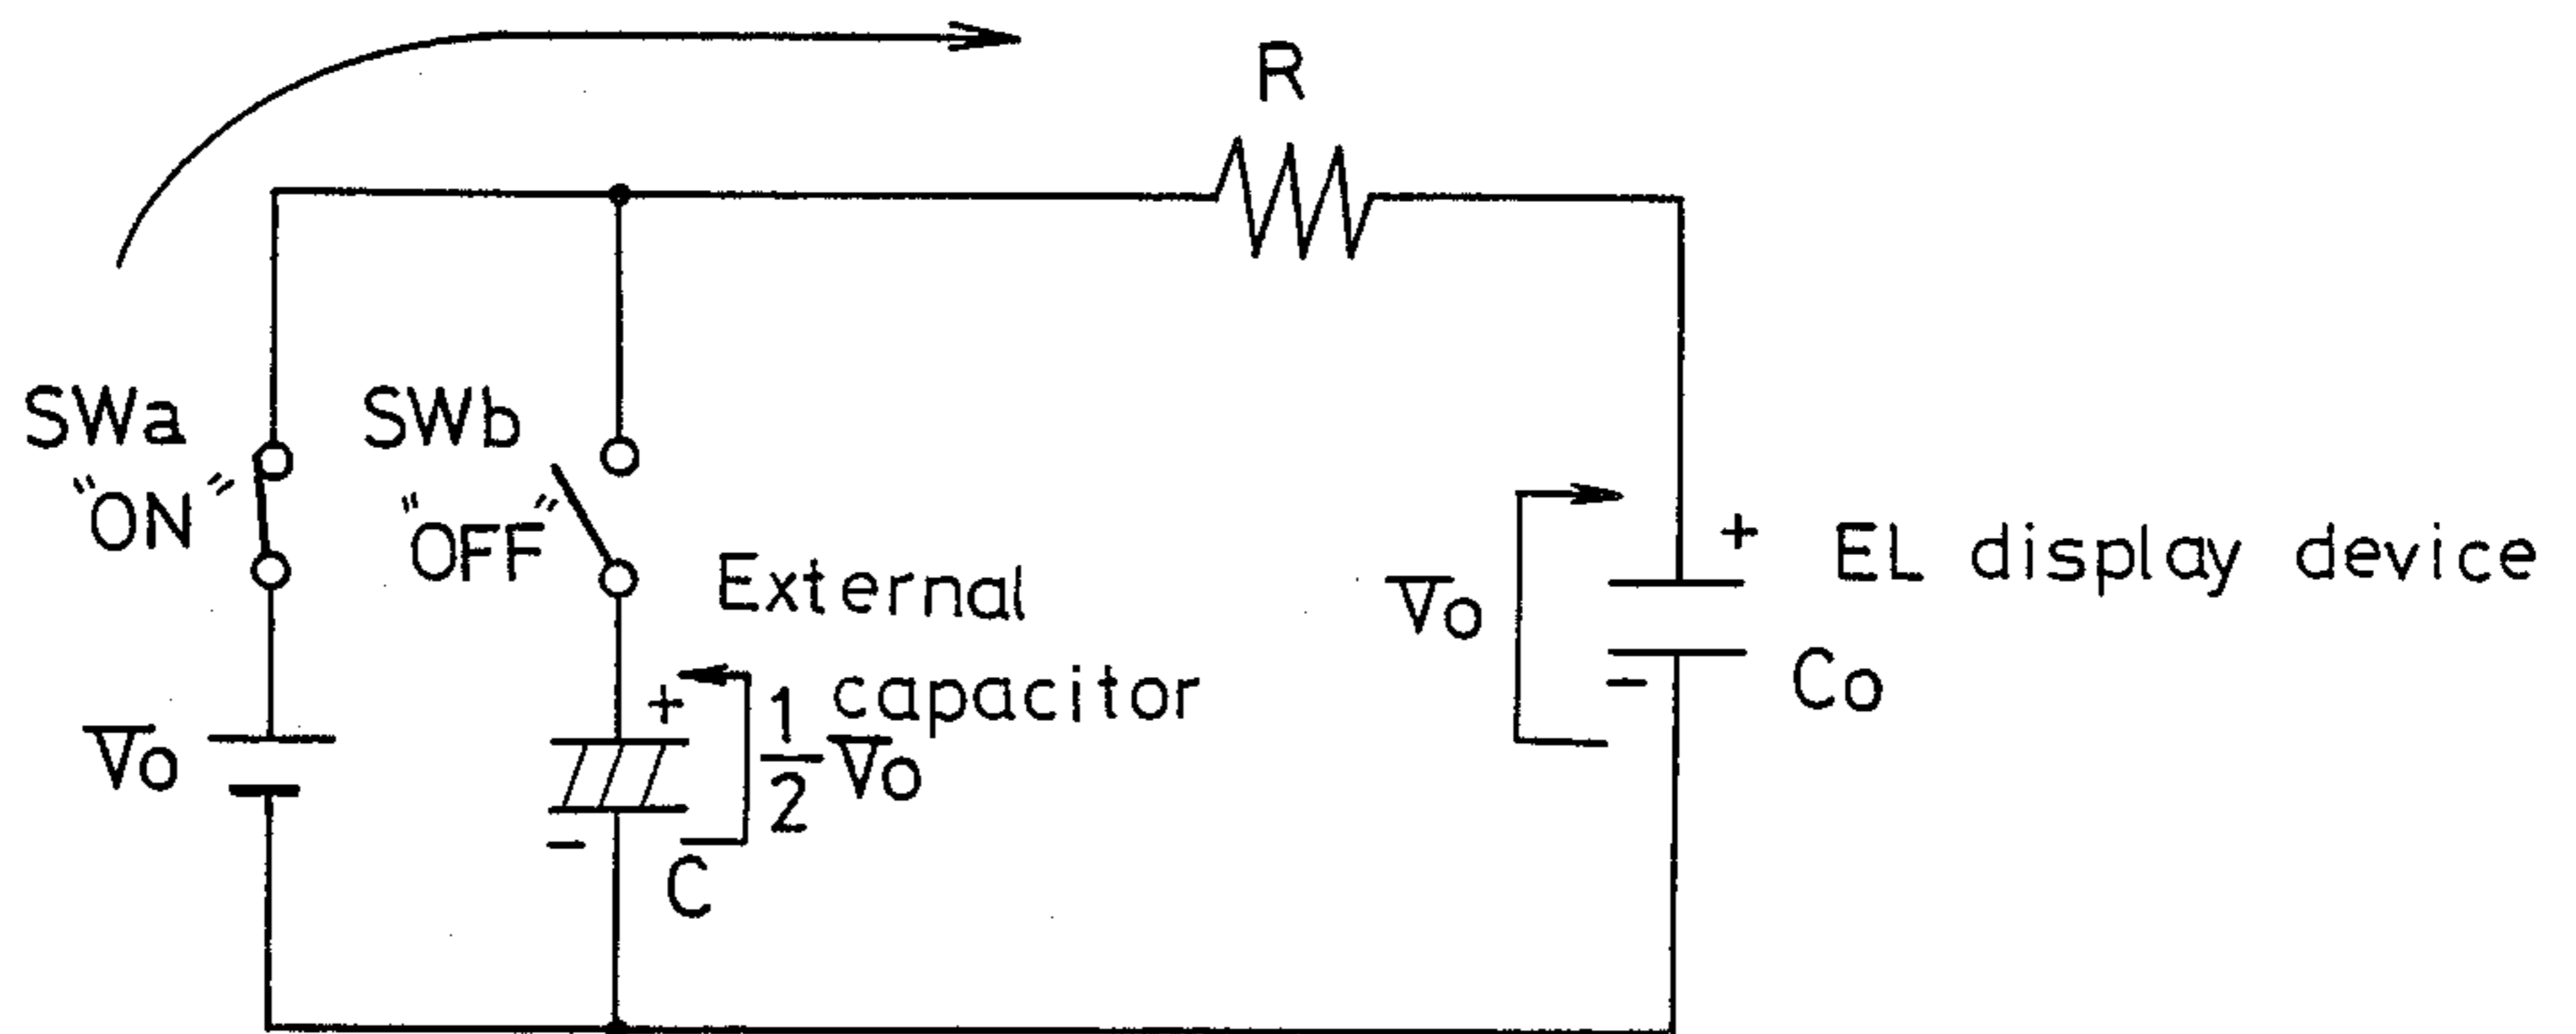 R
SWa
"ON"
SWb
"OFF"
External
capacitor
+
1/2 Vo
-
C
Vo
Vo
+
EL display device
-
Co